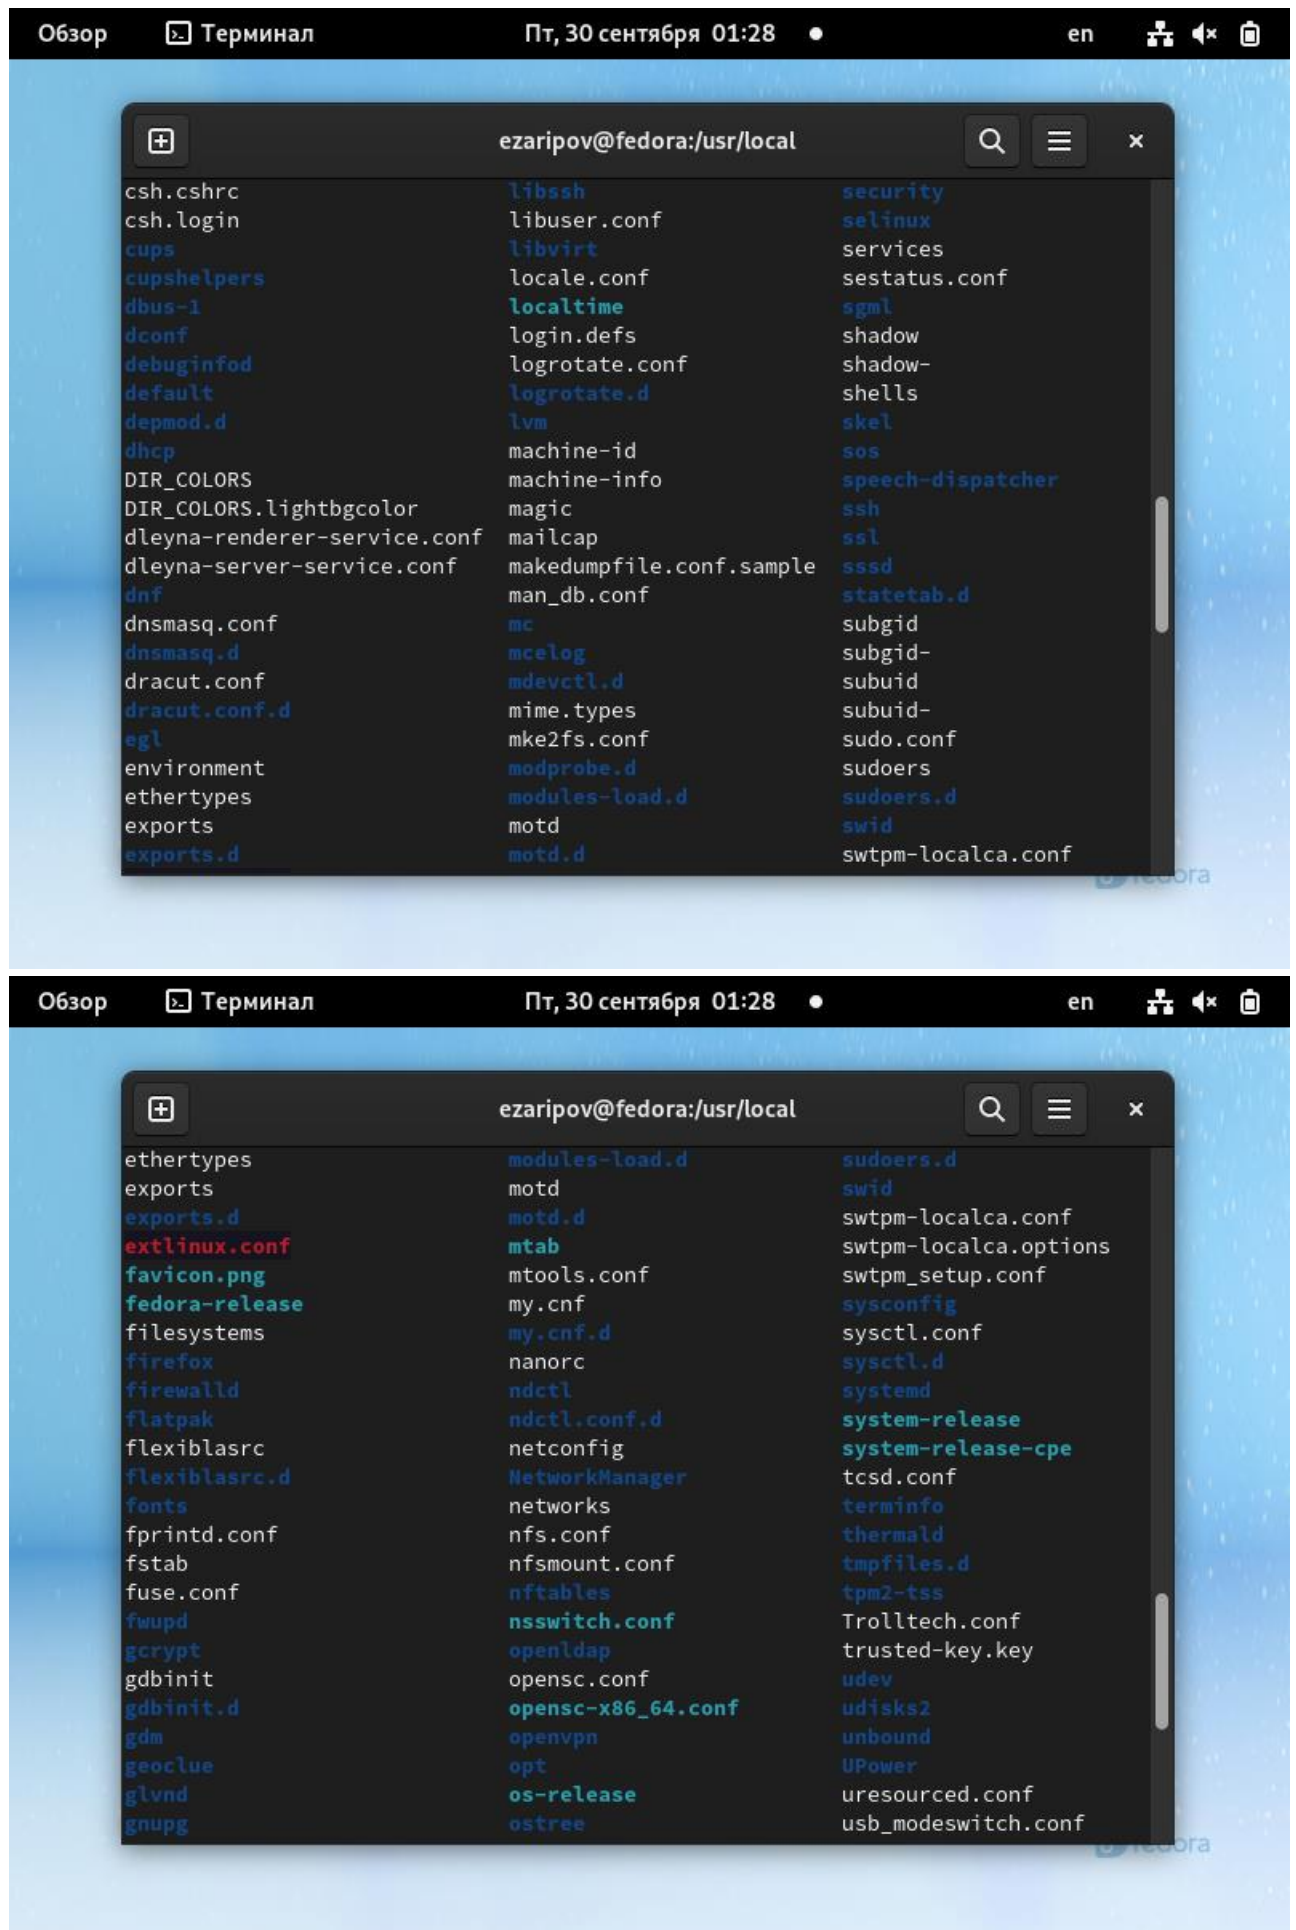 Обзор Терминал Пт, 30 сентября 01:28 en
ezaripov@fedora:/usr/local
csh.cshrc libssh security
csh.login libuser.conf selinux
cups libvirt services
cupshelpers locale.conf sestatus.conf
dbus-1 localtime sgml
dconf login.defs shadow
debuginfod logrotate.conf shadow-
default logrotate.d shells
depmod.d lvm skel
dhcp machine-id sos
DIR_COLORS machine-info speech-dispatcher
DIR_COLORS.lightbgcolor magic ssh
dleyna-renderer-service.conf mailcap ssl
dleyna-server-service.conf makedumpfile.conf.sample sssd
dnf man_db.conf statetab.d
dnsmasq.conf mc subgid
dnsmasq.d mcelog subgid-
dracut.conf mdevctl.d subuid
dracut.conf.d mime.types subuid-
egl mke2fs.conf sudo.conf
environment modprobe.d sudoers
ethertypes modules-load.d sudoers.d
exports motd swid
exports.d motd.d swtpm-localca.conf
fedora
Обзор Терминал Пт, 30 сентября 01:28 en
ezaripov@fedora:/usr/local
ethertypes modules-load.d sudoers.d
exports motd swid
exports.d motd.d swtpm-localca.conf
extlinux.conf mtab swtpm-localca.options
favicon.png mtools.conf swtpm_setup.conf
fedora-release my.cnf sysconfig
filesystems my.cnf.d sysctl.conf
firefox nanorc sysctl.d
firewalld ndctl systemd
flatpak ndctl.conf.d system-release
flexiblasrc netconfig system-release-cpe
flexiblasrc.d NetworkManager tcsd.conf
fonts networks terminfo
fprintd.conf nfs.conf thermald
fstab nfsmount.conf tmpfiles.d
fuse.conf nftables tpm2-tss
fwupd nsswitch.conf Trolltech.conf
gcrypt openldap trusted-key.key
gdbinit opensc.conf udev
gdbinit.d opensc-x86_64.conf udisks2
gdm openvpn unbound
geoclue opt UPower
glvnd os-release uresourced.conf
gnupg ostree usb_modeswitch.conf
fedora